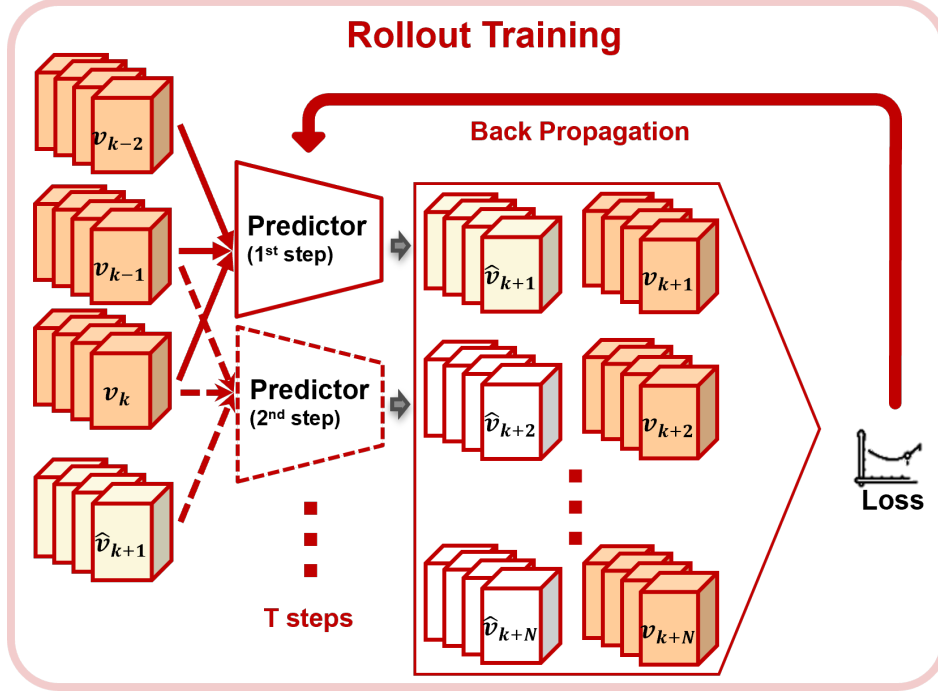 Rollout Training
Back Propagation
v_{k-2}
v_{k-1}
v_k
v̂_{k+1}
Predictor
(1st step)
Predictor
(2nd step)
T steps
v̂_{k+1}
v_{k+1}
v̂_{k+2}
v_{k+2}
v̂_{k+N}
v_{k+N}
Loss